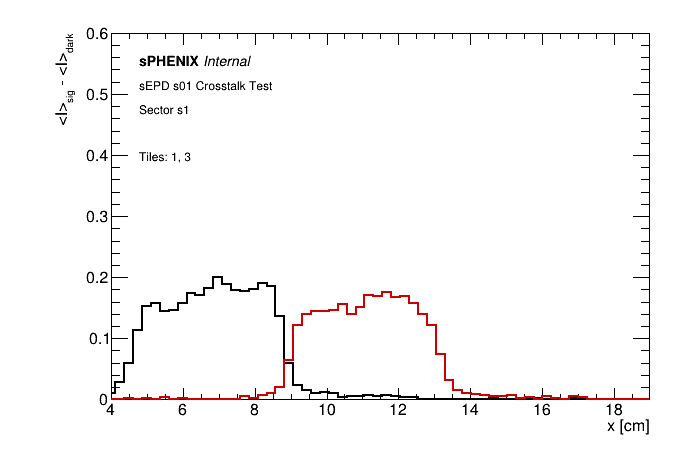 <I>sig - <I>dark
0.6
0.5
0.4
0.3
0.2
0.1
0
sPHENIX Internal
sEPD s01 Crosstalk Test
Sector s1
Tiles: 1, 3
4 6 8 10 12 14 16 18
x [cm]